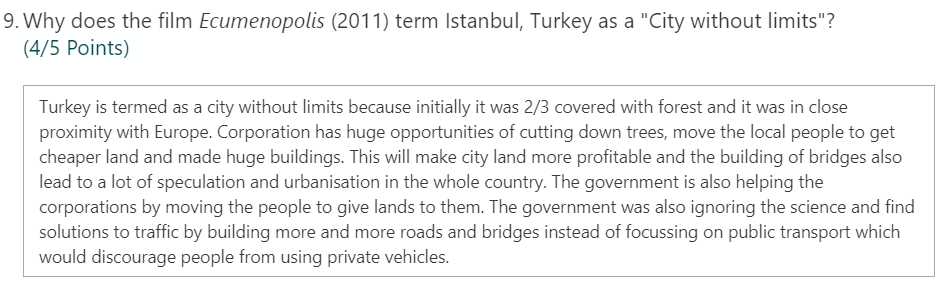 9. Why does the film Ecumenopolis (2011) term Istanbul, Turkey as a "City without limits"?
(4/5 Points)
Turkey is termed as a city without limits because initially it was 2/3 covered with forest and it was in close
proximity with Europe. Corporation has huge opportunities of cutting down trees, move the local people to get
cheaper land and made huge buildings. This will make city land more profitable and the building of bridges also
lead to a lot of speculation and urbanisation in the whole country. The government is also helping the
corporations by moving the people to give lands to them. The government was also ignoring the science and find
solutions to traffic by building more and more roads and bridges instead of focussing on public transport which
would discourage people from using private vehicles.